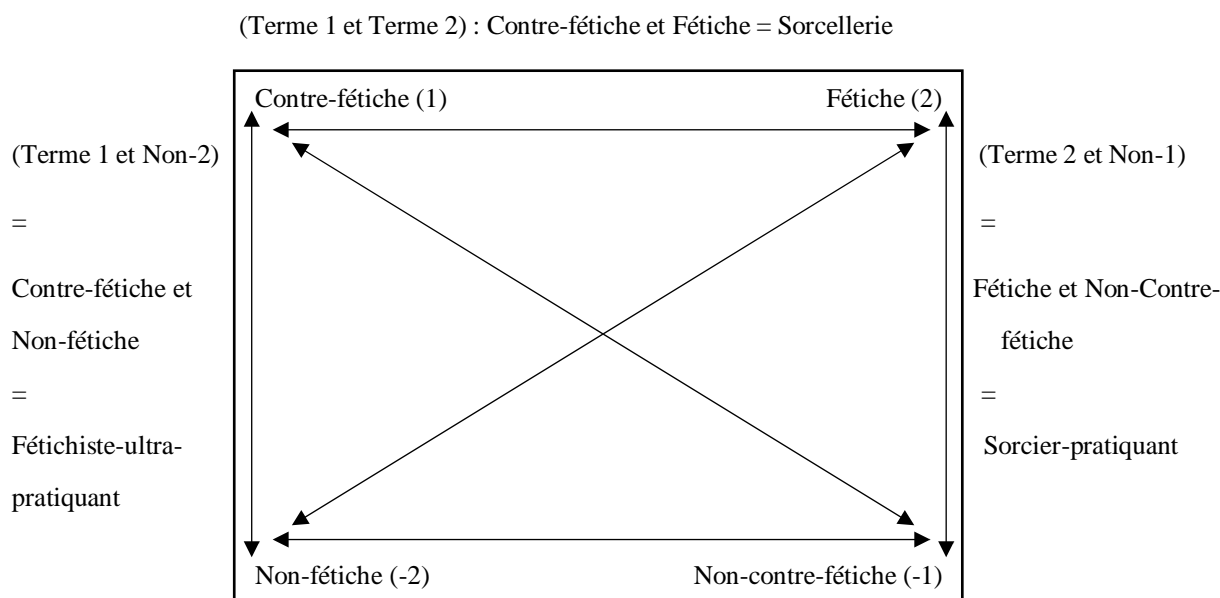 (Terme 1 et Terme 2) : Contre-fétiche et Fétiche = Sorcellerie
Contre-fétiche (1)
Fétiche (2)
(Terme 1 et Non-2)
=
Contre-fétiche et
Non-fétiche
=
Fétichiste-ultra-
pratiquant
(Terme 2 et Non-1)
=
Fétiche et Non-Contre-
fétiche
=
Sorcier-pratiquant
Non-fétiche (-2)
Non-contre-fétiche (-1)